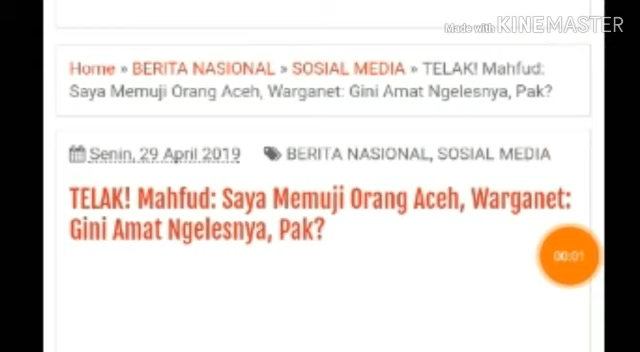 Made with KINEMASTER
Home » BERITA NASIONAL » SOSIAL MEDIA » TELAK! Mahfud:
Saya Memuji Orang Aceh, Warganet: Gini Amat Ngelesnya, Pak?
Senin, 29 April 2019 BERITA NASIONAL, SOSIAL MEDIA
TELAK! Mahfud: Saya Memuji Orang Aceh, Warganet:
Gini Amat Ngelesnya, Pak?
00:01